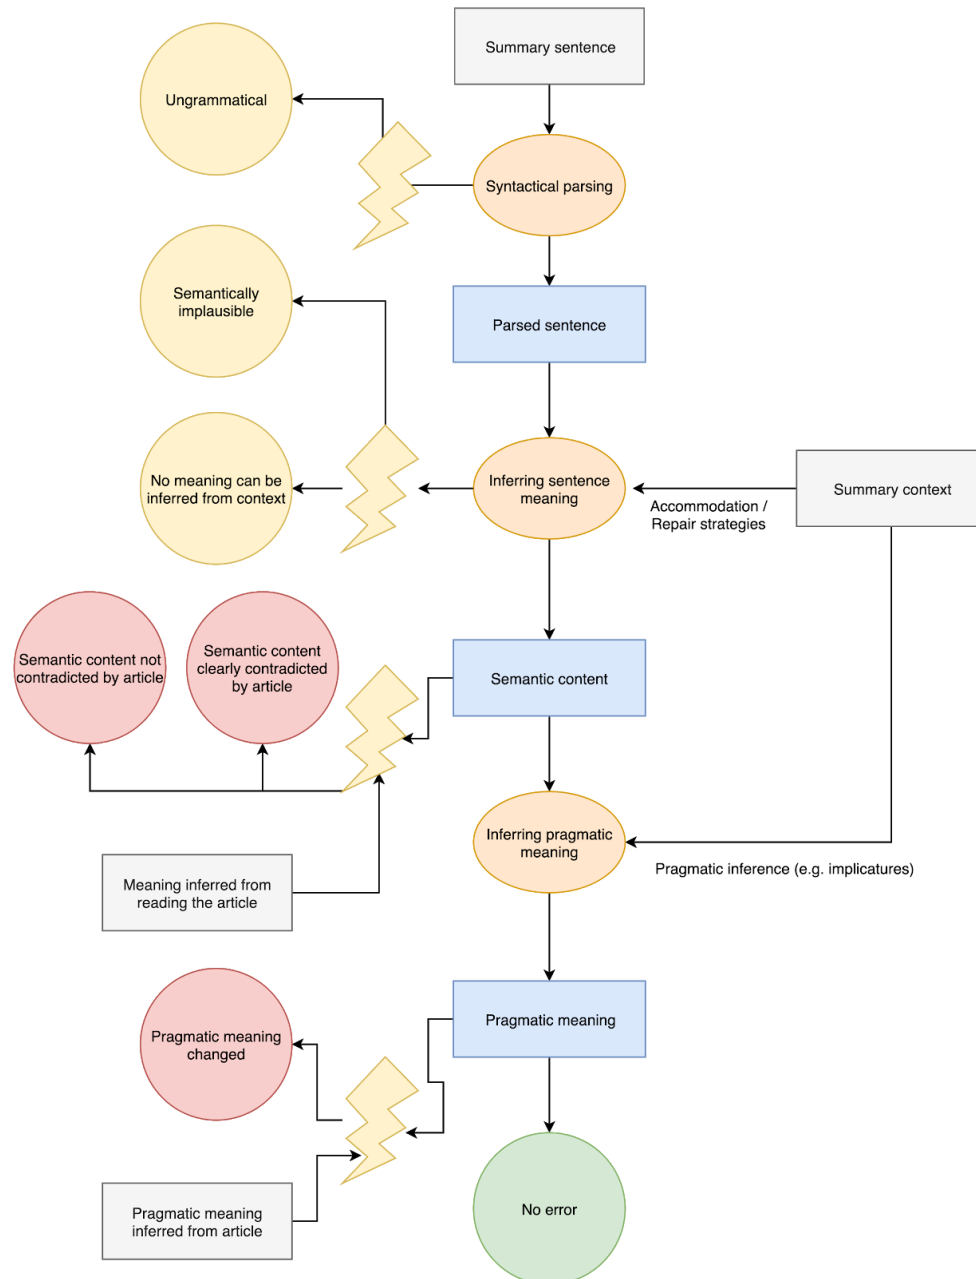 Summary sentence
Ungrammatical
Syntactical parsing
Semantically
implausible
Parsed sentence
No meaning can be
inferred from context
Inferring sentence
meaning
Summary context
Accommodation /
Repair strategies
Semantic content not
contradicted by article
Semantic content
clearly contradicted
by article
Semantic content
Inferring pragmatic
meaning
Pragmatic inference (e.g. implicatures)
Meaning inferred from
reading the article
Pragmatic meaning
changed
Pragmatic meaning
Pragmatic meaning
inferred from article
No error